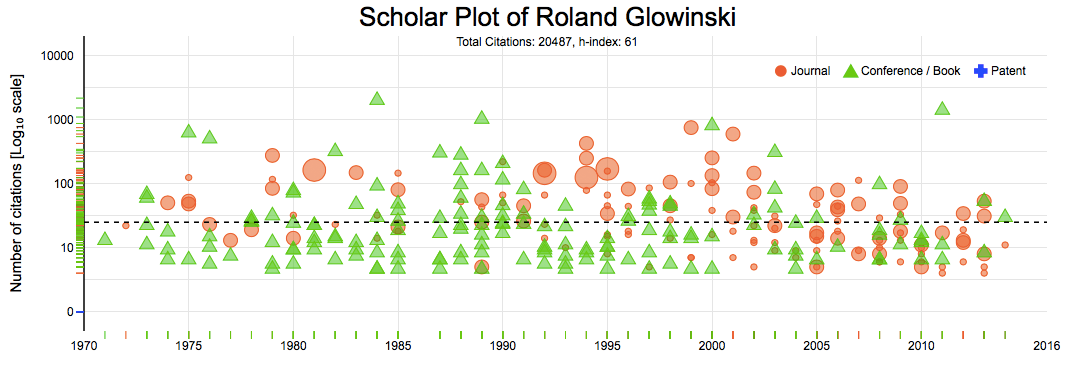 Scholar Plot of Roland Glowinski
Total Citations: 20487, h-index: 61
Journal Conference / Book Patent
Number of citations [Log₁₀ scale]
10000
1000
100
10
0
1970 1975 1980 1985 1990 1995 2000 2005 2010 2016